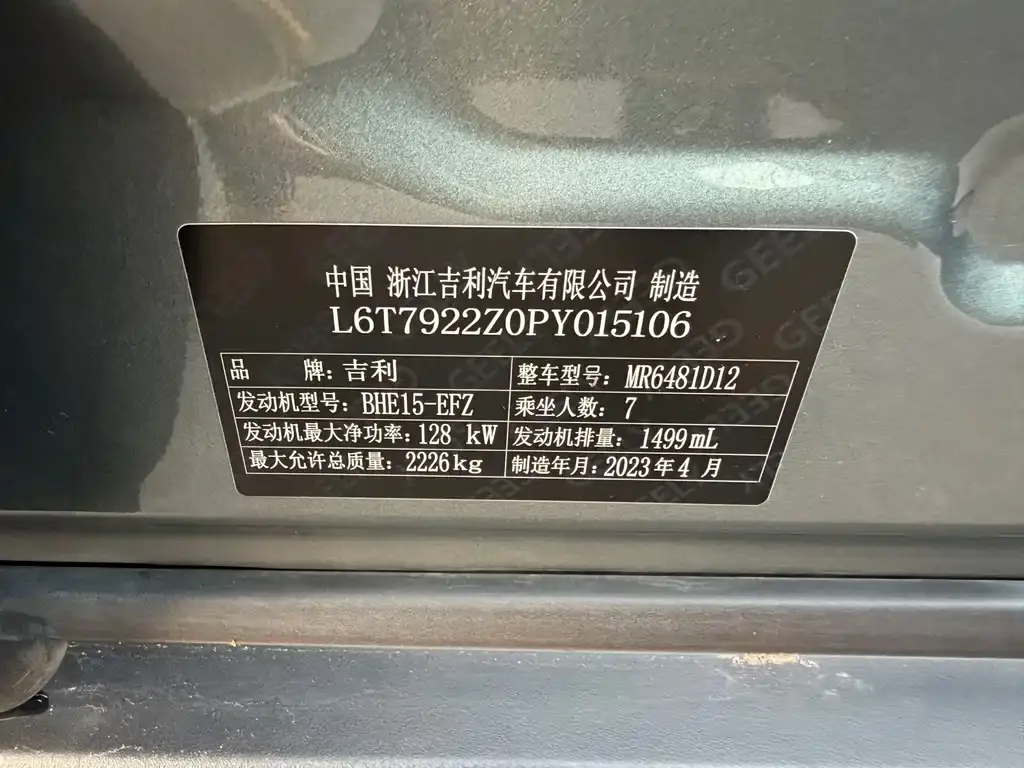 中国 浙江吉利汽车有限公司 制造
L6T7922Z0PY015106
品 牌: 吉利 整车型号: MR6481D12
发动机型号: BHE15-EFZ 乘坐人数: 7
发动机最大净功率: 128 kW 发动机排量: 1499mL
最大允许总质量: 2226kg 制造年月: 2023年4月